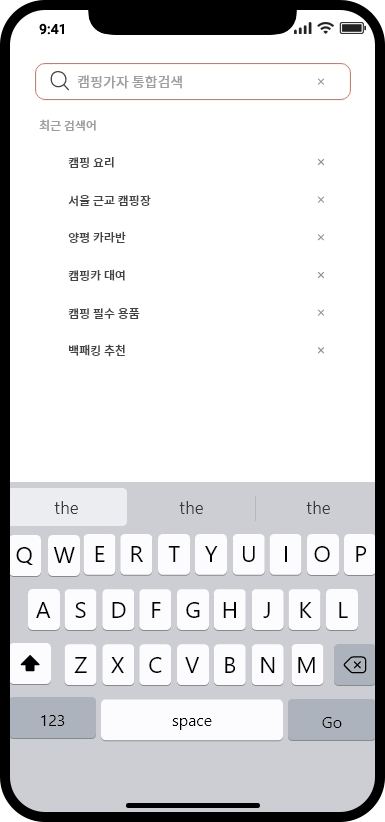 9:41
캠핑가자 통합검색 ×
최근 검색어
캠핑 요리 ×
서울 근교 캠핑장 ×
양평 카라반 ×
캠핑카 대여 ×
캠핑 필수 용품 ×
백패킹 추천 ×
the the the
Q W E R T Y U I O P
A S D F G H J K L
Z X C V B N M
123 space Go